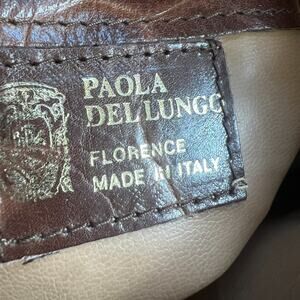 PAOLA
DEL LUNGO
FLORENCE
MADE IN ITALY